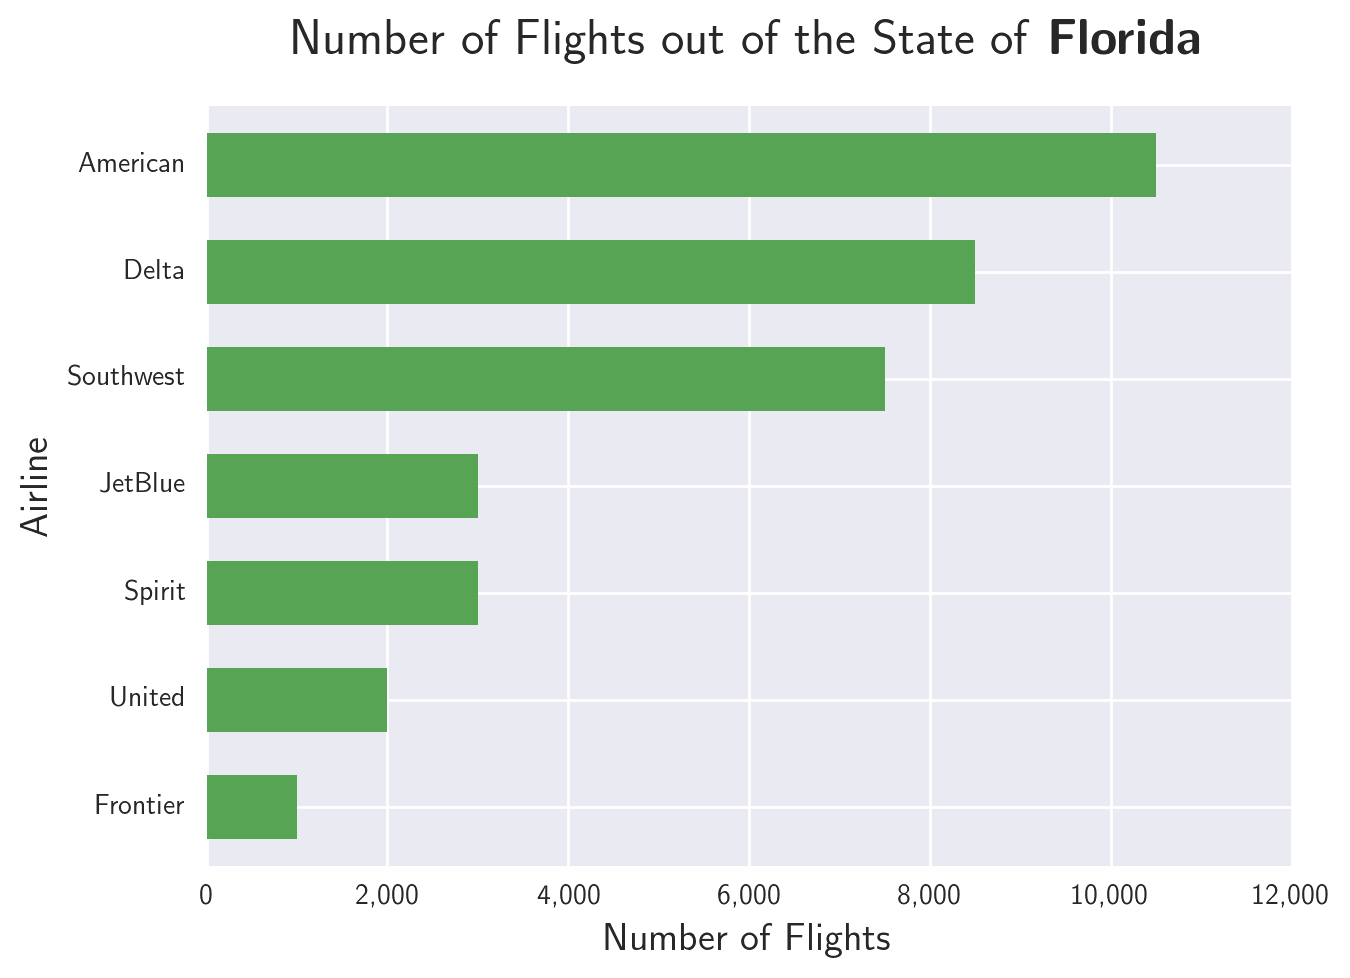 Number of Flights out of the State of Florida
American
Delta
Southwest
JetBlue
Spirit
United
Frontier
Airline
0 2,000 4,000 6,000 8,000 10,000 12,000
Number of Flights